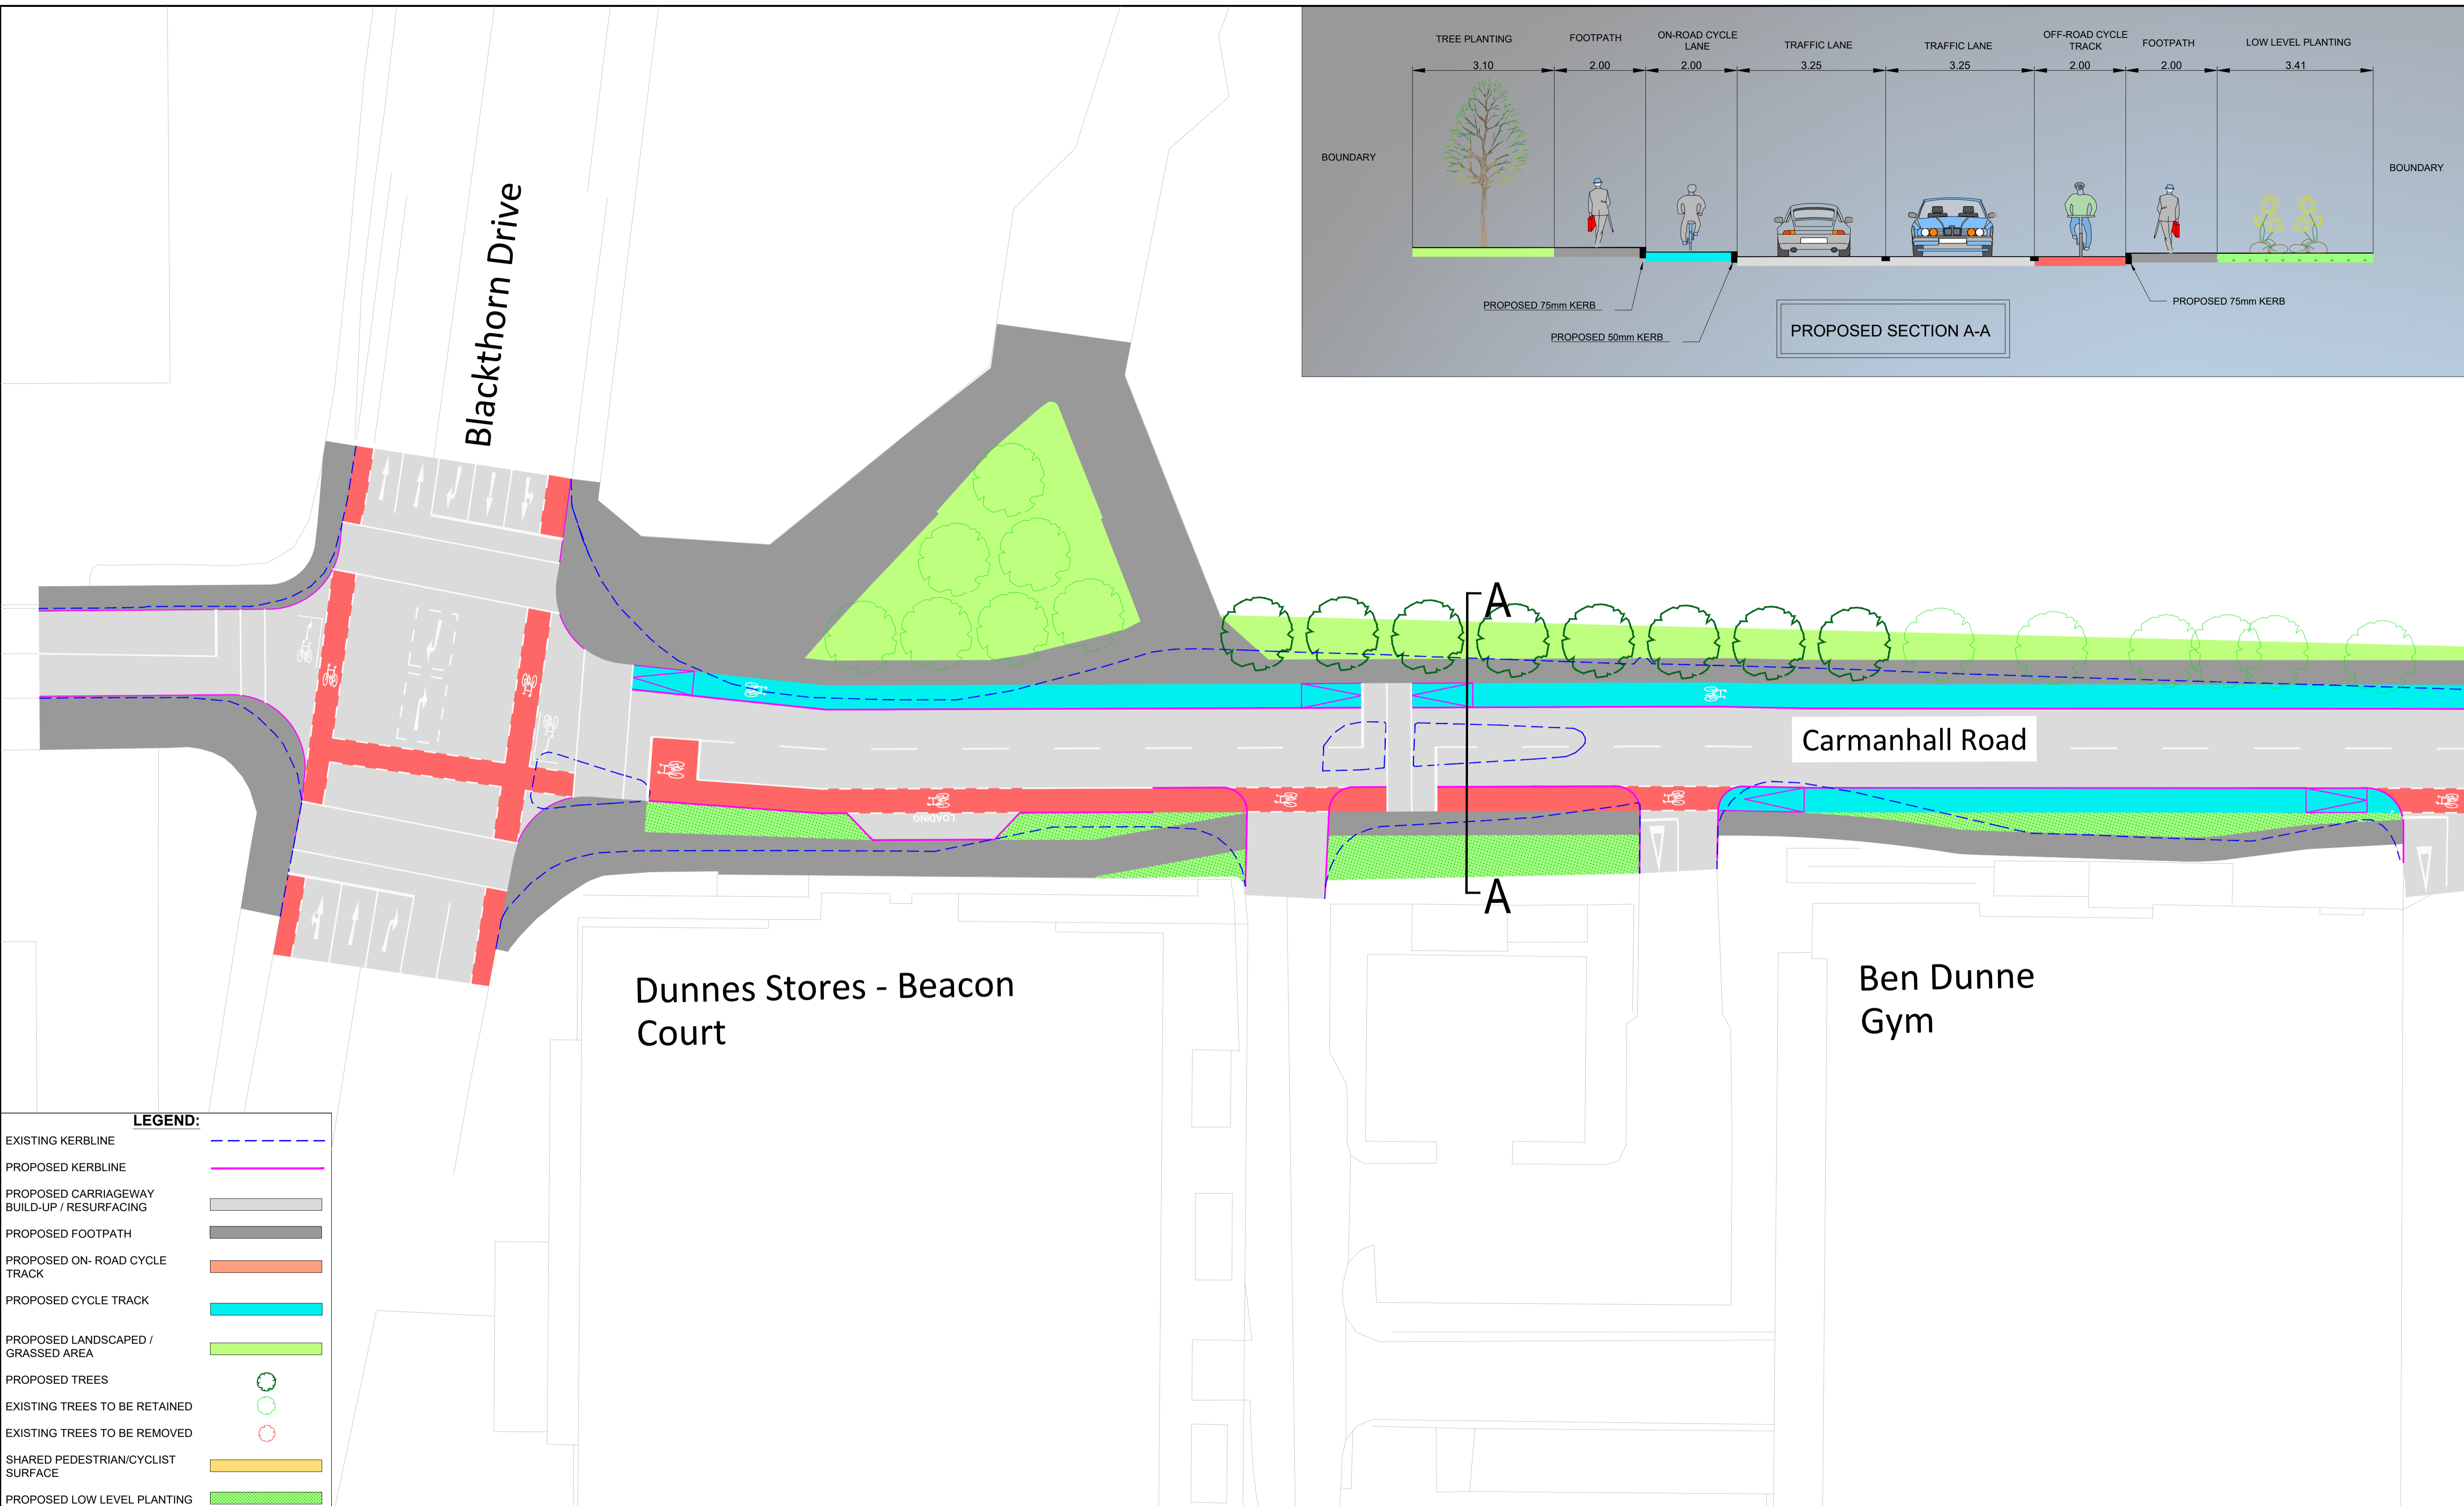 TREE PLANTING
FOOTPATH
ON-ROAD CYCLE
LANE
TRAFFIC LANE
TRAFFIC LANE
OFF-ROAD CYCLE
TRACK
FOOTPATH
LOW LEVEL PLANTING
3.10
2.00
2.00
3.25
3.25
2.00
2.00
3.41
BOUNDARY
BOUNDARY
PROPOSED 75mm KERB
PROPOSED 50mm KERB
PROPOSED 75mm KERB
PROPOSED SECTION A-A
Blackthorn Drive
A
Carmanhall Road
LOADING
A
Dunnes Stores - Beacon
Court
Ben Dunne
Gym
LEGEND:
EXISTING KERBLINE
PROPOSED KERBLINE
PROPOSED CARRIAGEWAY
BUILD-UP / RESURFACING
PROPOSED FOOTPATH
PROPOSED ON- ROAD CYCLE
TRACK
PROPOSED CYCLE TRACK
PROPOSED LANDSCAPED /
GRASSED AREA
PROPOSED TREES
EXISTING TREES TO BE RETAINED
EXISTING TREES TO BE REMOVED
SHARED PEDESTRIAN/CYCLIST
SURFACE
PROPOSED LOW LEVEL PLANTING